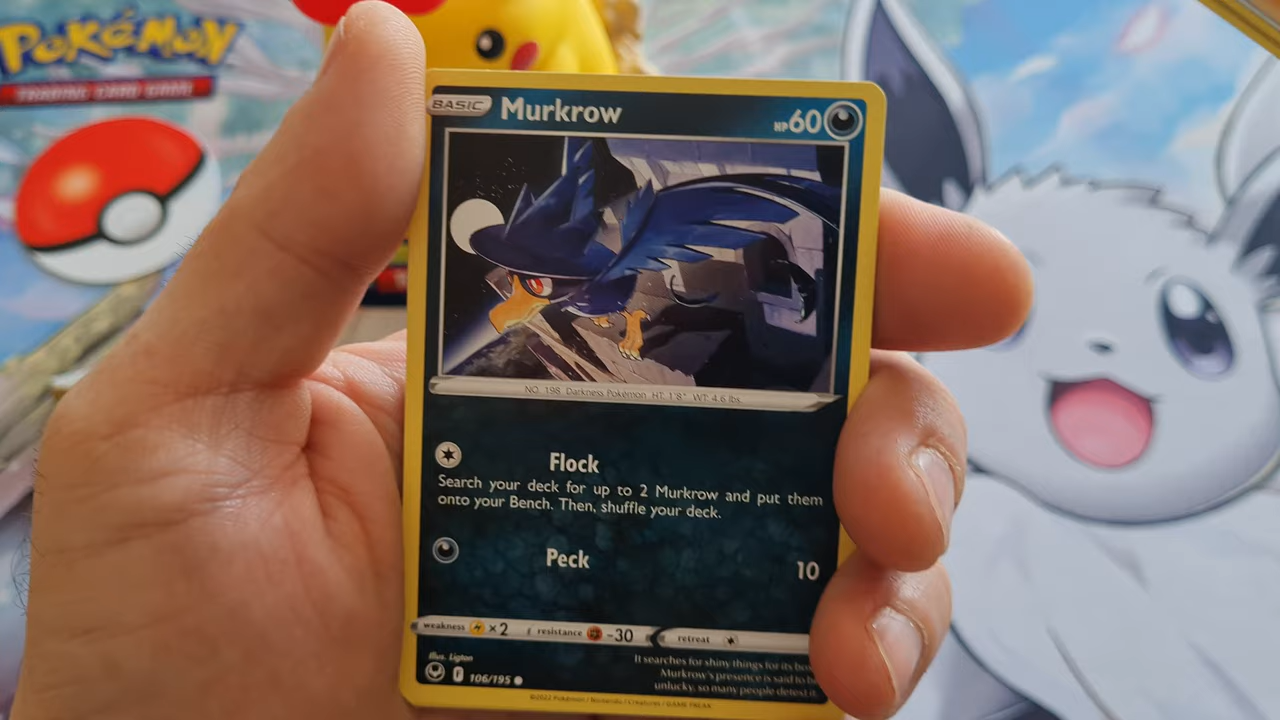 POKÉMON
TRADING CARD GAME
BASIC Murkrow HP 60
NO. 198 Darkness Pokémon HT: 1'8" WT: 4.6 lbs.
Flock
Search your deck for up to 2 Murkrow and put them
onto your Bench. Then, shuffle your deck.
Peck 10
weakness ×2 resistance -30 retreat
Illus. Ligton
It searches for shiny things for its
Murkrow's presence is said to
unlucky, so many people detest it.
F 106/195
©2022 Pokémon / Nintendo / Creatures / GAME FREAK